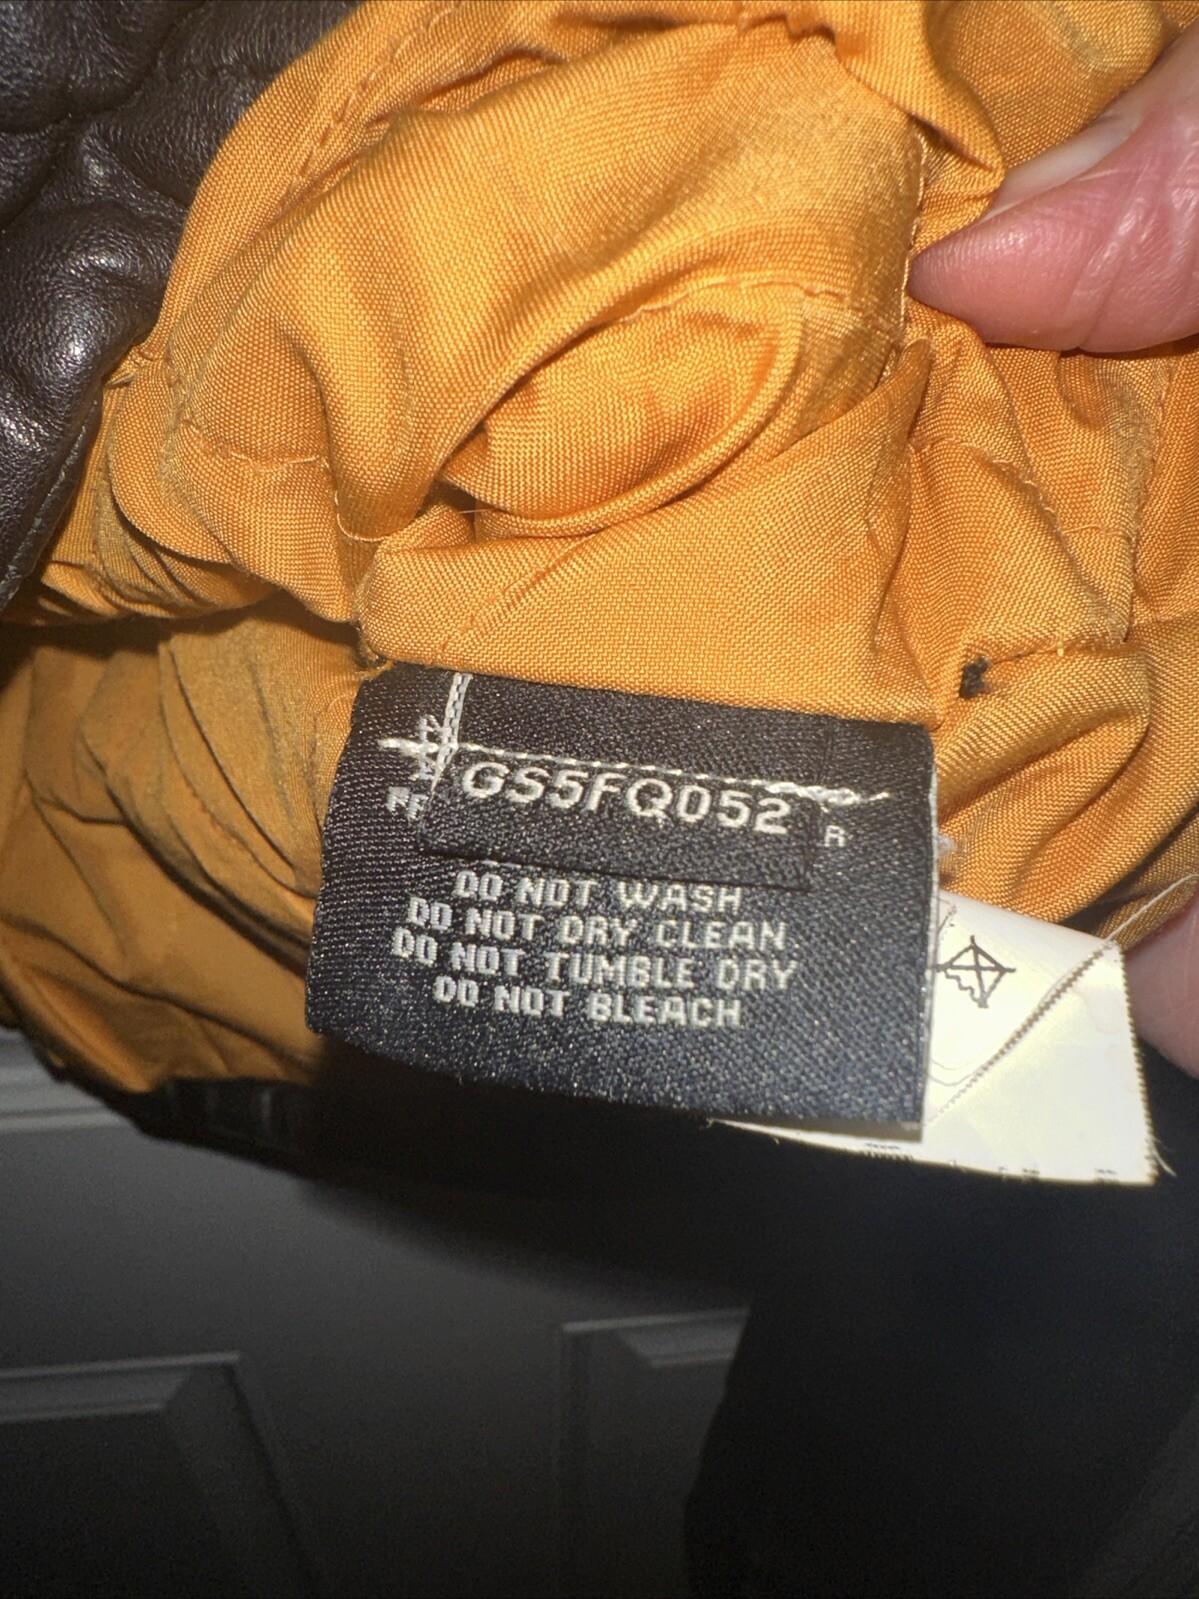 GS5FQ052
R
DO NOT WASH
DO NOT DRY CLEAN
DO NOT TUMBLE DRY
DO NOT BLEACH